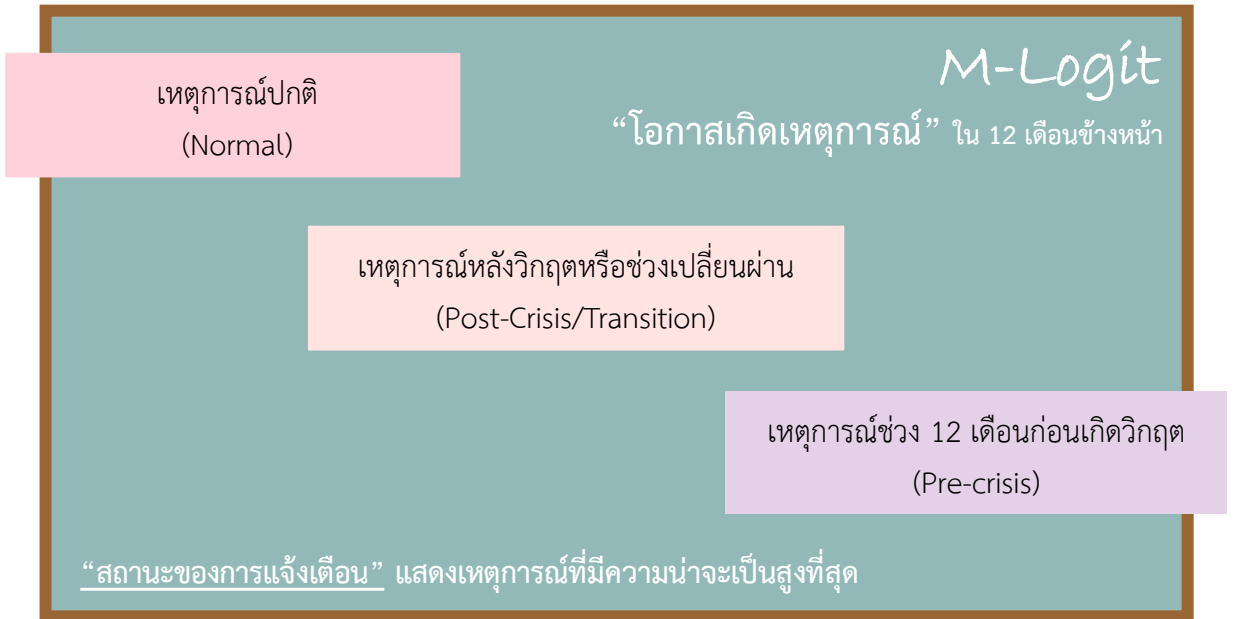 M-Logit
“โอกาสเกิดเหตุการณ์” ใน 12 เดือนข้างหน้า
เหตุการณ์ปกติ
(Normal)
เหตุการณ์หลังวิกฤตหรือช่วงเปลี่ยนผ่าน
(Post-Crisis/Transition)
เหตุการณ์ช่วง 12 เดือนก่อนเกิดวิกฤต
(Pre-crisis)
“สถานะของการแจ้งเตือน” แสดงเหตุการณ์ที่มีความน่าจะเป็นสูงที่สุด